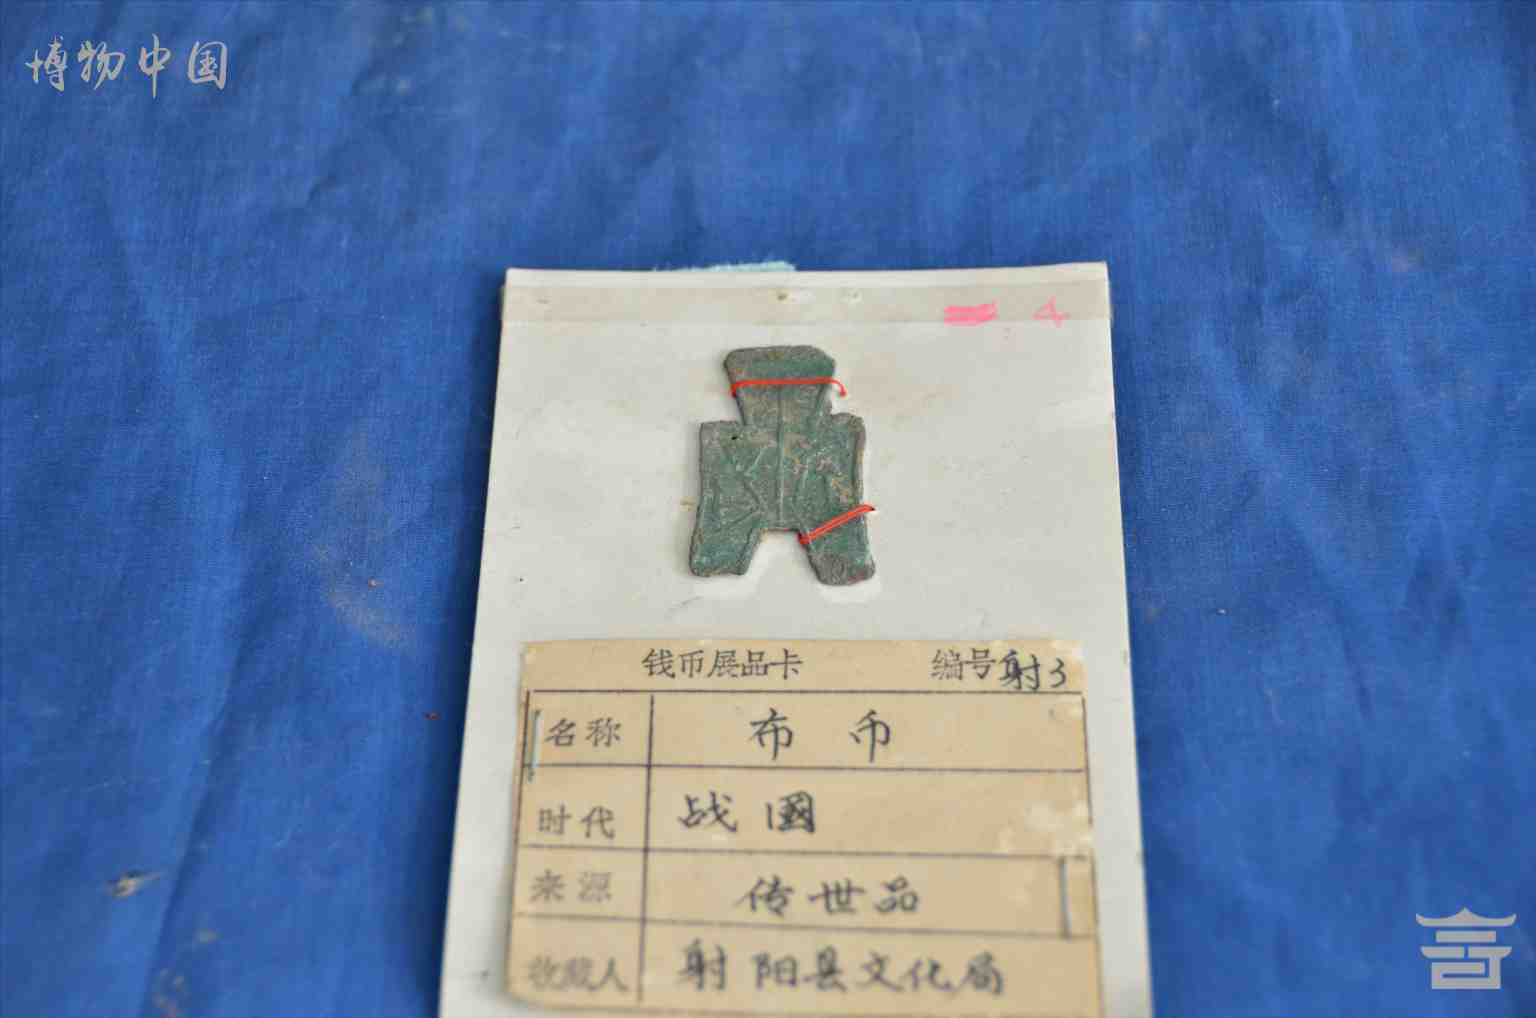 博物中国
4
钱币展品卡 编号射3
名称 布币
时代 战國
来源 传世品
收藏人 射阳县文化局